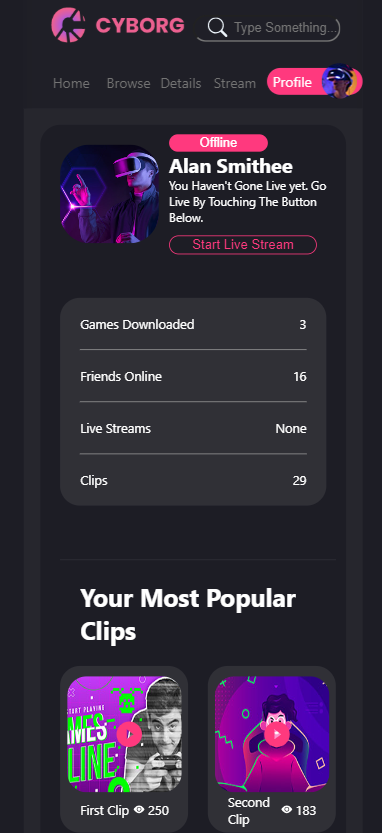 CYBORG
Type Something...
Home Browse Details Stream Profile
Offline
Alan Smithee
You Haven't Gone Live yet. Go
Live By Touching The Button
Below.
Start Live Stream
Games Downloaded 3
Friends Online 16
Live Streams None
Clips 29
Your Most Popular
Clips
START PLAYING
AMES
LINE
First Clip 250
Second
Clip 183